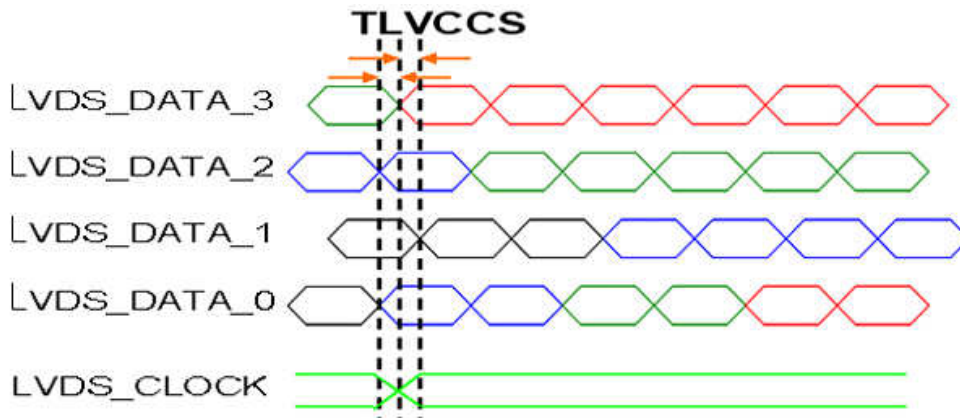 TLVCCS
LVDS_DATA_3
LVDS_DATA_2
LVDS_DATA_1
LVDS_DATA_0
LVDS_CLOCK